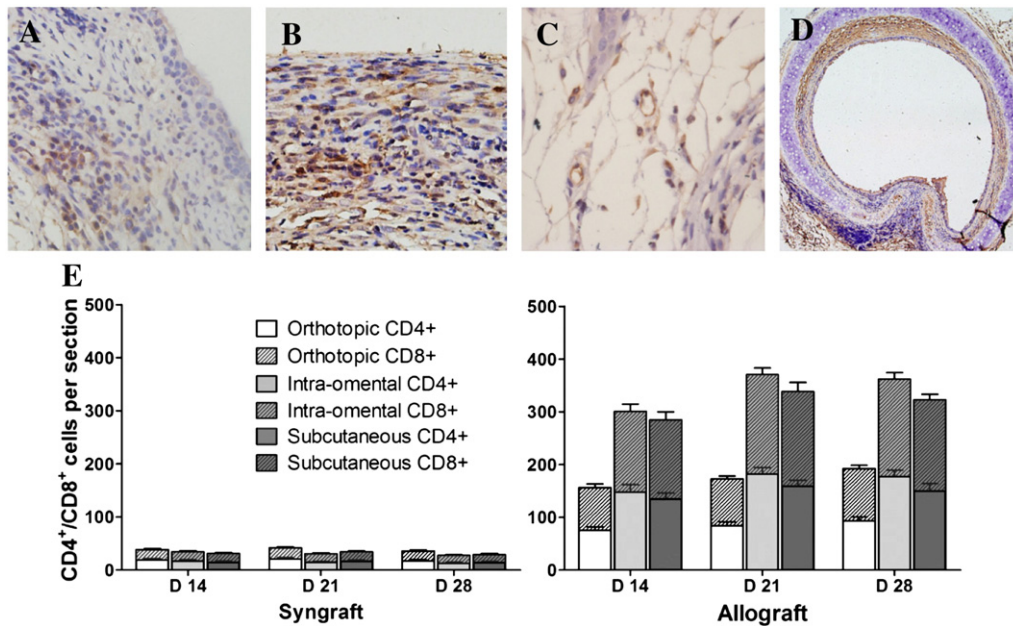 A
B
C
D
E
CD4⁺/CD8⁺ cells per section
500
400
300
200
100
0
Orthotopic CD4+
Orthotopic CD8+
Intra-omental CD4+
Intra-omental CD8+
Subcutaneous CD4+
Subcutaneous CD8+
D 14
D 21
D 28
Syngraft
500
400
300
200
100
0
D 14
D 21
D 28
Allograft